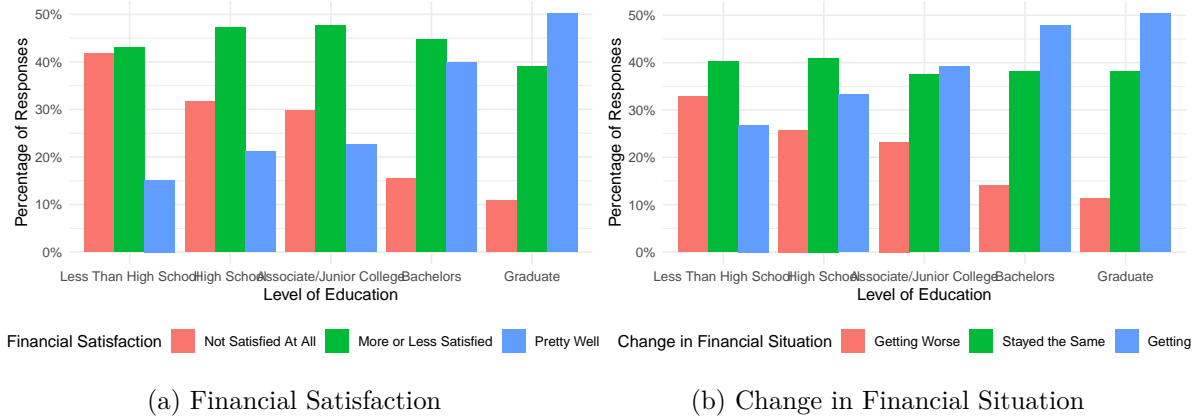 50%
40%
30%
20%
10%
0%
Percentage of Responses
Less Than High School High School Associate/Junior College Bachelors Graduate
Level of Education
Financial Satisfaction Not Satisfied At All More or Less Satisfied Pretty Well
(a) Financial Satisfaction
50%
40%
30%
20%
10%
0%
Percentage of Responses
Less Than High School High School Associate/Junior College Bachelors Graduate
Level of Education
Change in Financial Situation Getting Worse Stayed the Same Getting
(b) Change in Financial Situation